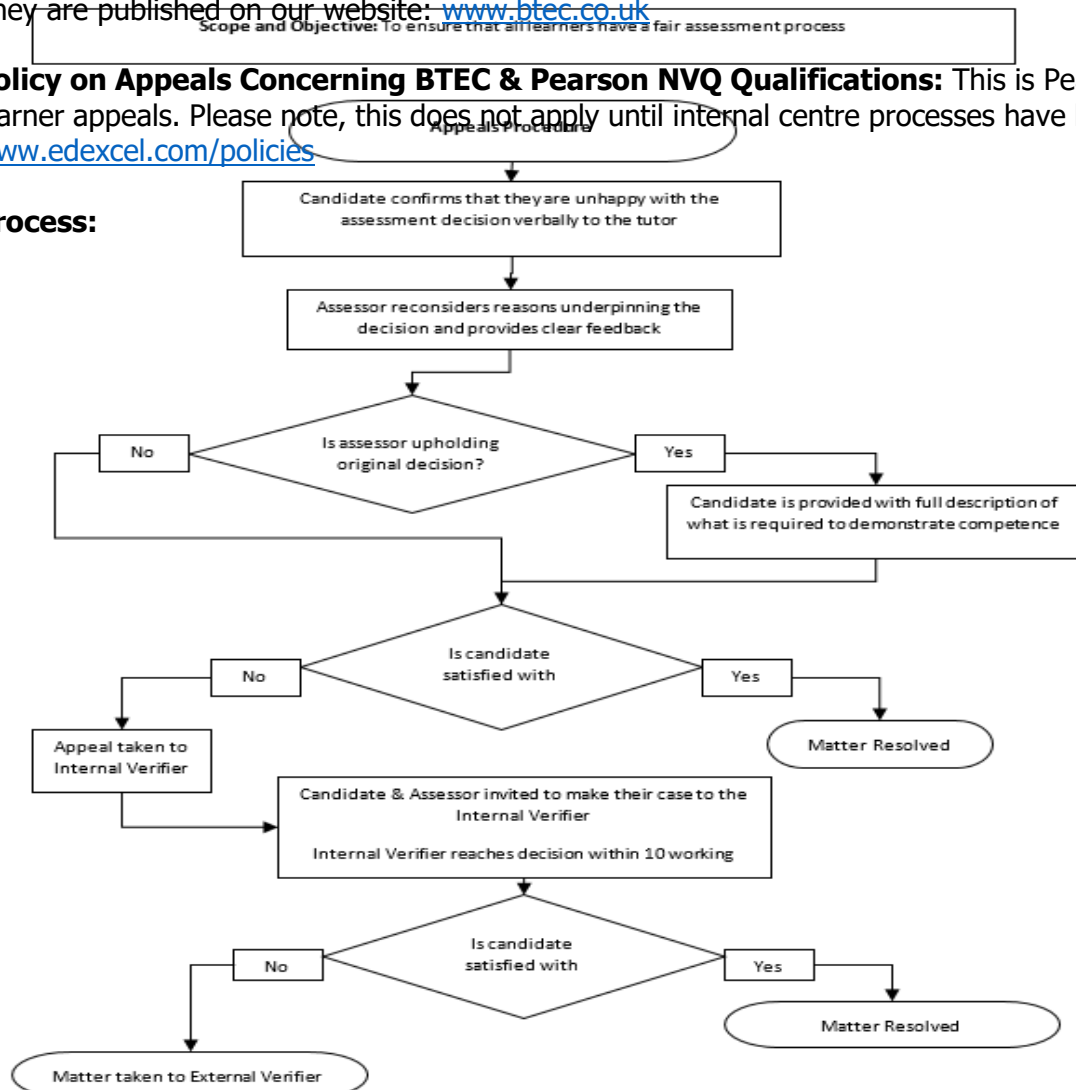 hey are published on our website: www.btec.co.uk
Scope and Objective: To ensure that all learners have a fair assessment process
olicy on Appeals Concerning BTEC & Pearson NVQ Qualifications: This is Pe
arner appeals. Please note, this does not apply until internal centre processes have
Appeals Procedure
ww.edexcel.com/policies
Candidate confirms that they are unhappy with the
assessment decision verbally to the tutor
rocess:
Assessor reconsiders reasons underpinning the
decision and provides clear feedback
Is assessor upholding
original decision?
No
Yes
Candidate is provided with full description of
what is required to demonstrate competence
Is candidate
satisfied with
No
Yes
Appeal taken to
Internal Verifier
Matter Resolved
Candidate & Assessor invited to make their case to the
Internal Verifier
Internal Verifier reaches decision within 10 working
Is candidate
satisfied with
No
Yes
Matter Resolved
Matter taken to External Verifier